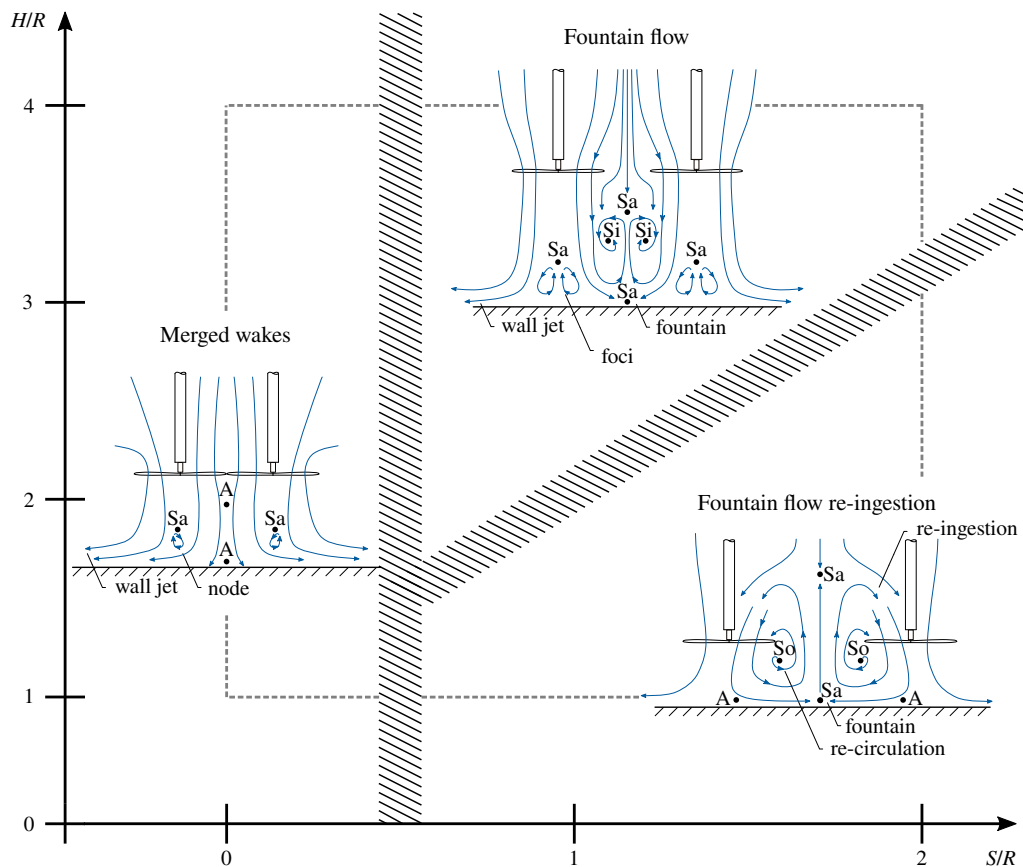 H/R
Fountain flow
4
Sa
Si Si
Sa Sa
Sa
3
wall jet
fountain
foci
Merged wakes
2
A
Sa Sa
A
wall jet
node
Fountain flow re-ingestion
re-ingestion
Sa
So So
1
A Sa A
fountain
re-circulation
0
0 1 2 S/R